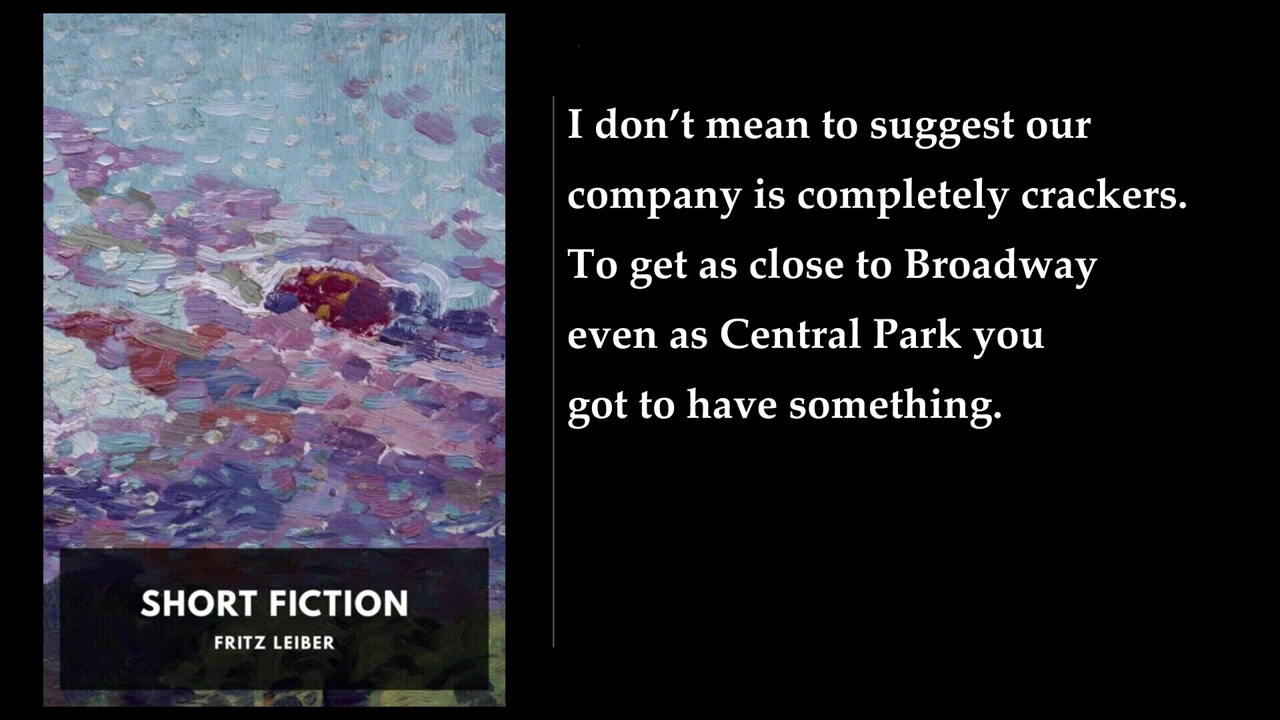 I don’t mean to suggest our
company is completely crackers.
To get as close to Broadway
even as Central Park you
got to have something.
SHORT FICTION
FRITZ LEIBER